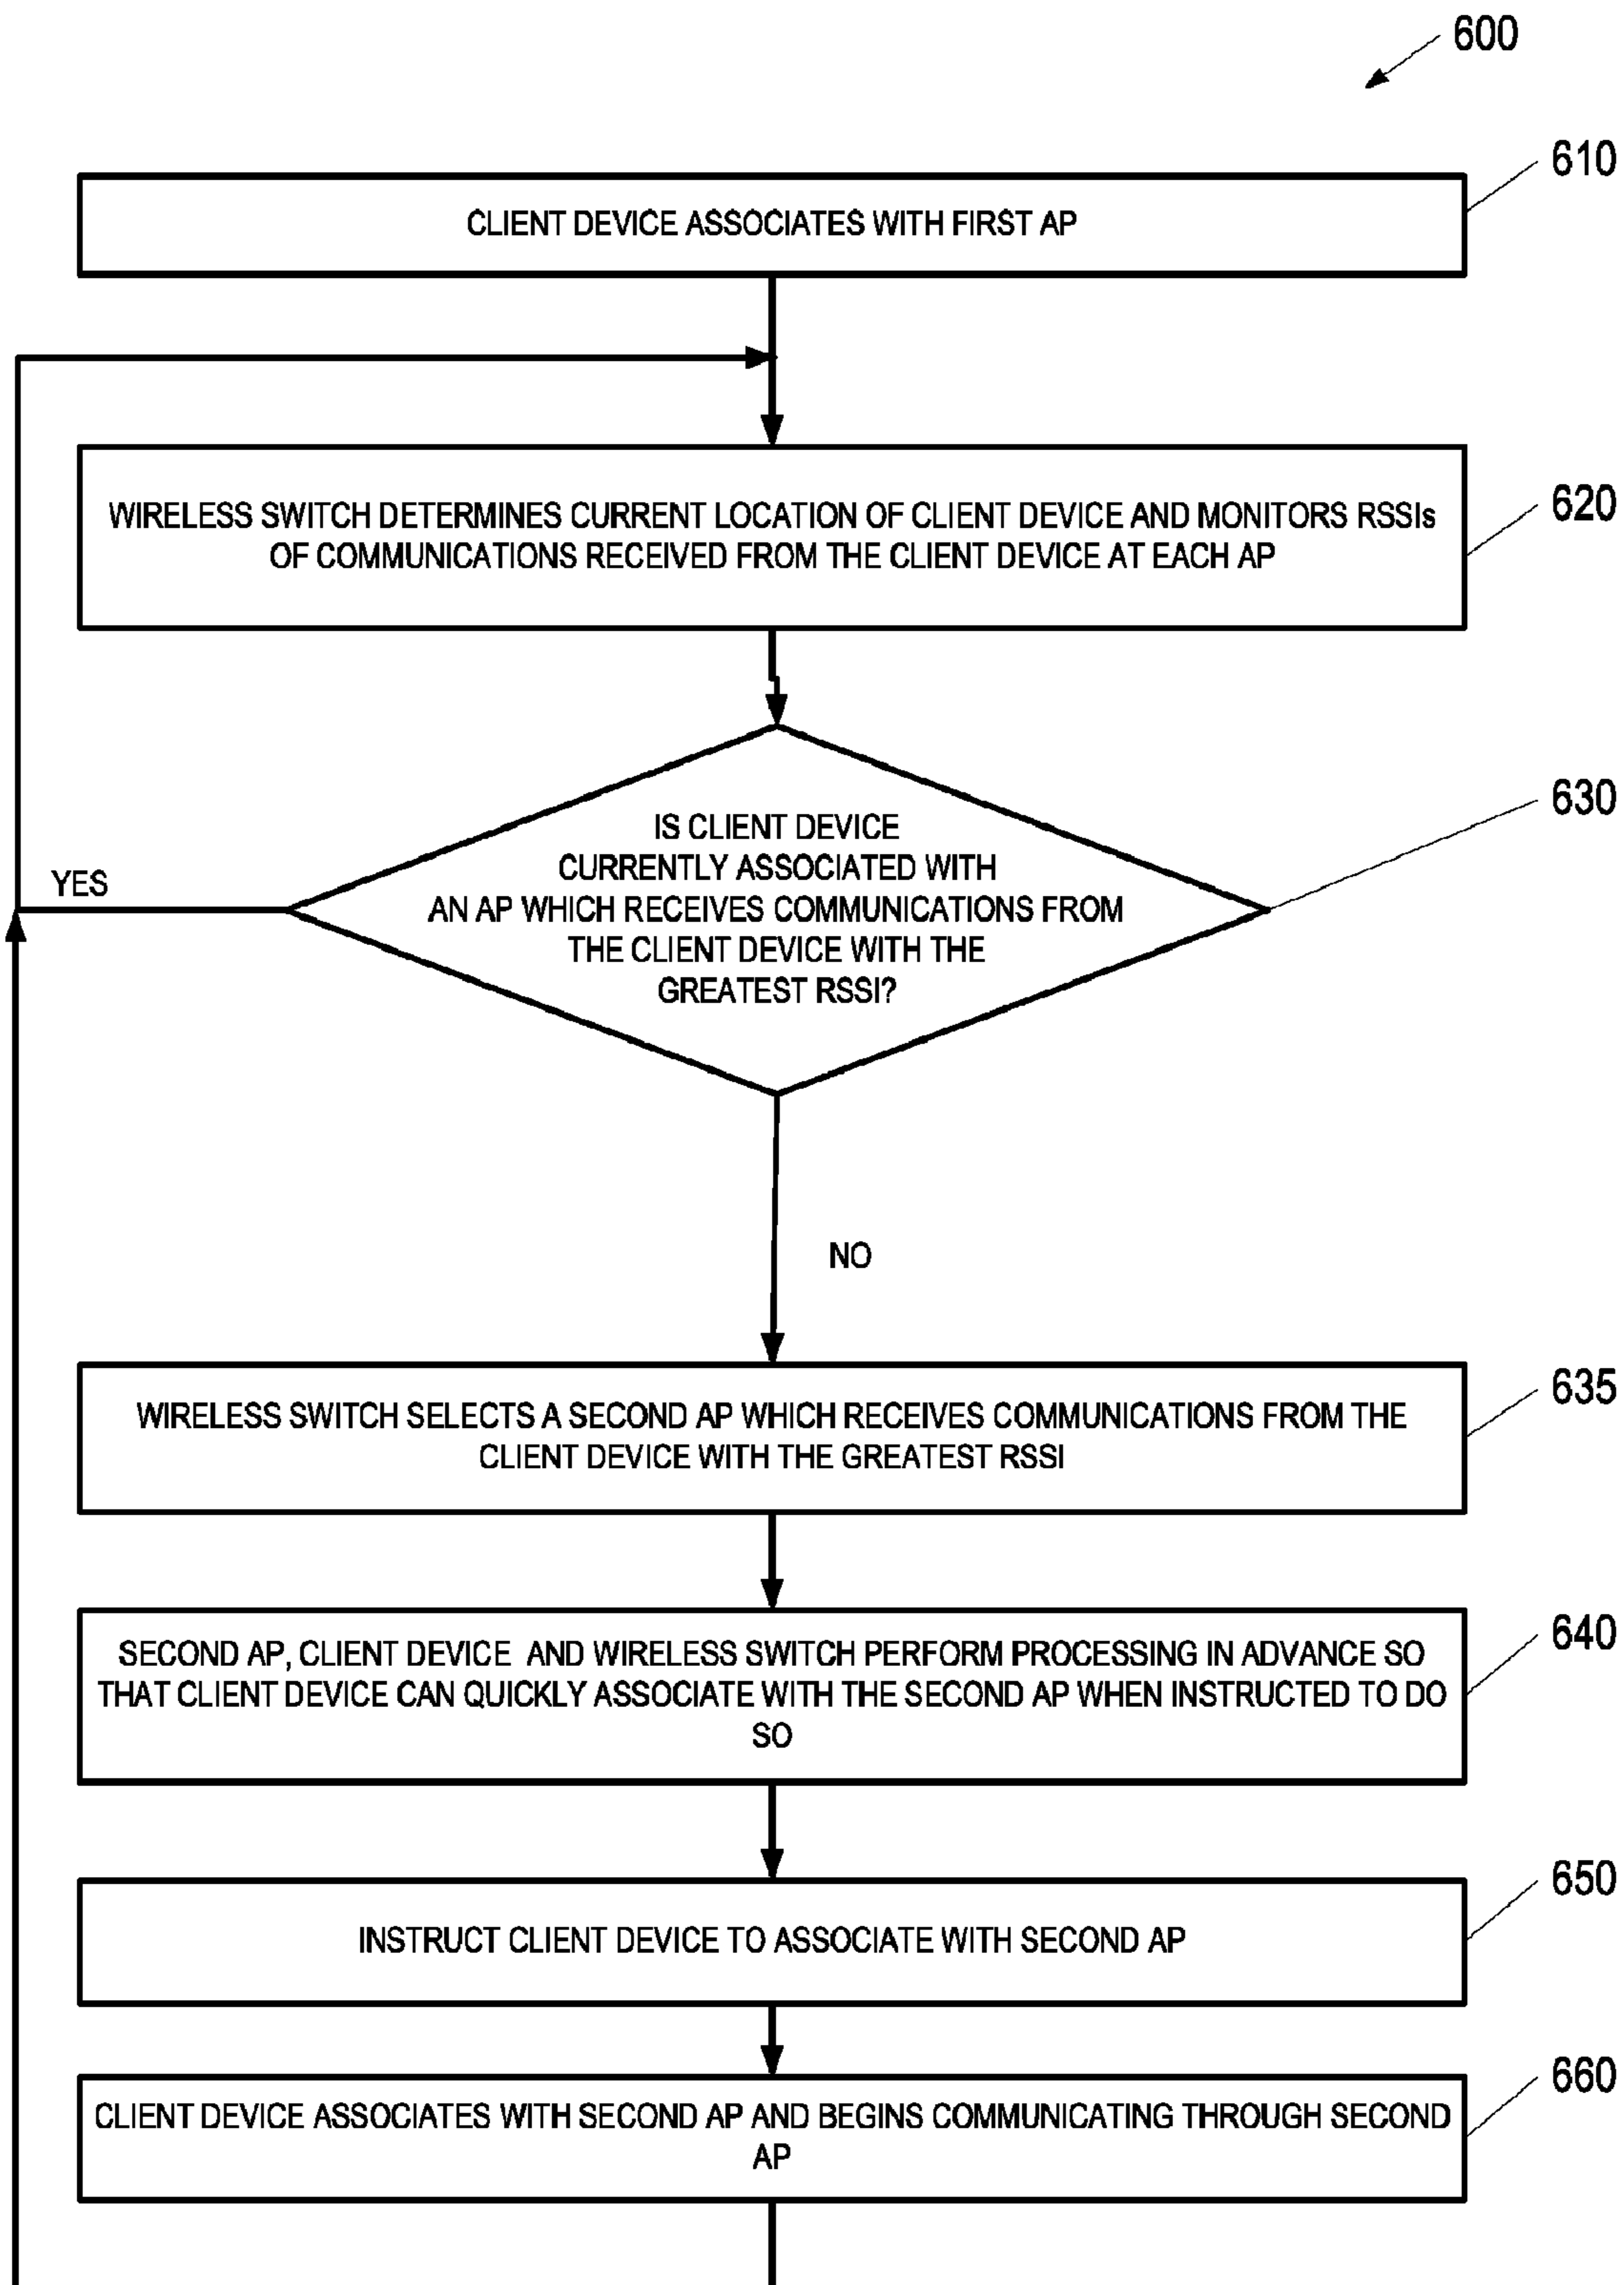 600
610
CLIENT DEVICE ASSOCIATES WITH FIRST AP
WIRELESS SWITCH DETERMINES CURRENT LOCATION OF CLIENT DEVICE AND MONITORS RSSIs
OF COMMUNICATIONS RECEIVED FROM THE CLIENT DEVICE AT EACH AP
620
IS CLIENT DEVICE
CURRENTLY ASSOCIATED WITH
AN AP WHICH RECEIVES COMMUNICATIONS FROM
THE CLIENT DEVICE WITH THE
GREATEST RSSI?
630
YES
NO
635
WIRELESS SWITCH SELECTS A SECOND AP WHICH RECEIVES COMMUNICATIONS FROM THE
CLIENT DEVICE WITH THE GREATEST RSSI
640
SECOND AP, CLIENT DEVICE AND WIRELESS SWITCH PERFORM PROCESSING IN ADVANCE SO
THAT CLIENT DEVICE CAN QUICKLY ASSOCIATE WITH THE SECOND AP WHEN INSTRUCTED TO DO
SO
650
INSTRUCT CLIENT DEVICE TO ASSOCIATE WITH SECOND AP
660
CLIENT DEVICE ASSOCIATES WITH SECOND AP AND BEGINS COMMUNICATING THROUGH SECOND
AP